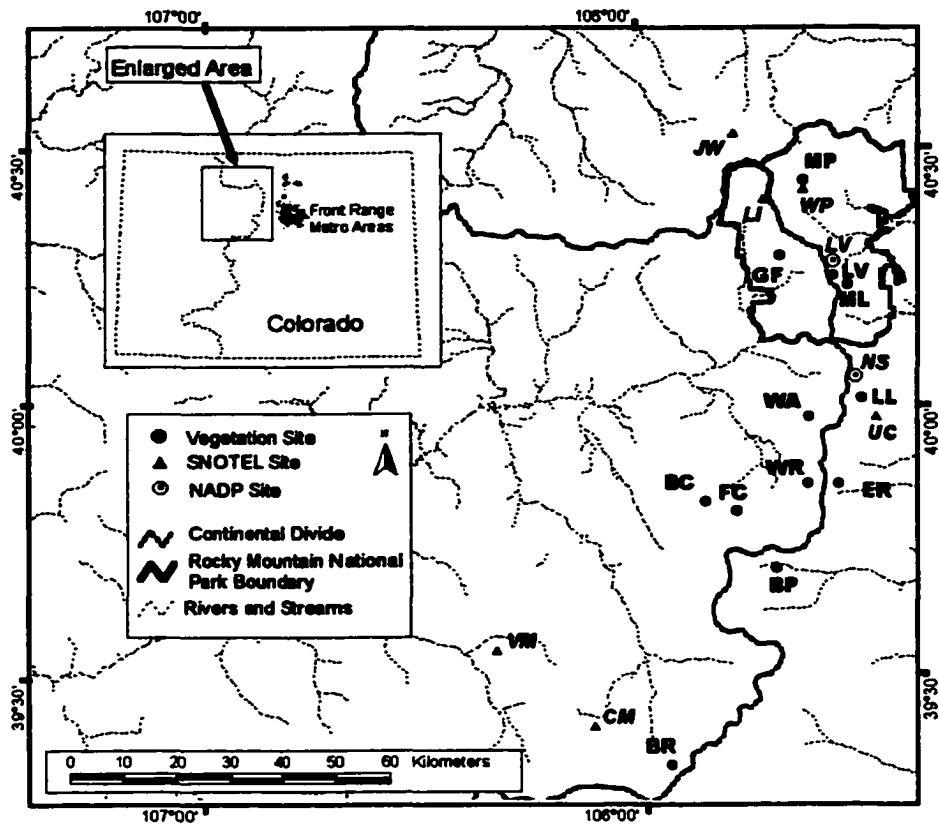 107°00'
106°00'
Enlarged Area
40°30'
40°30'
JW
MP
WP
LI
Front Range
Metro Areas
LV
LV
GF
ML
Colorado
NS
LL
WA
UC
40°00'
40°00'
Vegetation Site
SNOTEL Site
NADP Site
WR
BC
FC
ER
Continental Divide
Rocky Mountain National
Park Boundary
Rivers and Streams
BP
VM
39°30'
39°30'
CM
BR
0 10 20 30 40 50 60 Kilometers
107°00'
106°00'